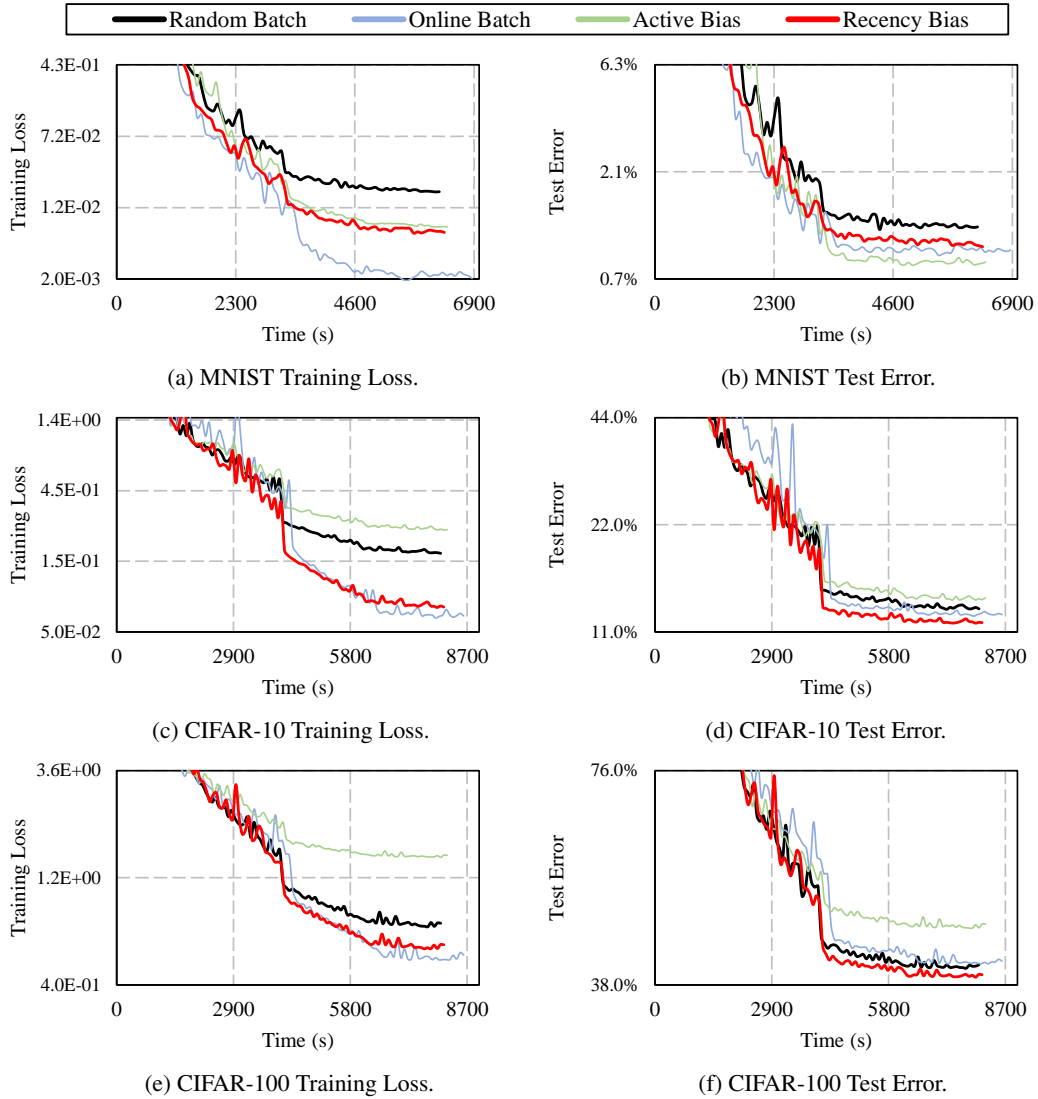 Random Batch Online Batch Active Bias Recency Bias
Training Loss
4.3E-01
7.2E-02
1.2E-02
2.0E-03
0 2300 4600 6900
Time (s)
(a) MNIST Training Loss.
Test Error
6.3%
2.1%
0.7%
0 2300 4600 6900
Time (s)
(b) MNIST Test Error.
Training Loss
1.4E+00
4.5E-01
1.5E-01
5.0E-02
0 2900 5800 8700
Time (s)
(c) CIFAR-10 Training Loss.
Test Error
44.0%
22.0%
11.0%
0 2900 5800 8700
Time (s)
(d) CIFAR-10 Test Error.
Training Loss
3.6E+00
1.2E+00
4.0E-01
0 2900 5800 8700
Time (s)
(e) CIFAR-100 Training Loss.
Test Error
76.0%
38.0%
0 2900 5800 8700
Time (s)
(f) CIFAR-100 Test Error.